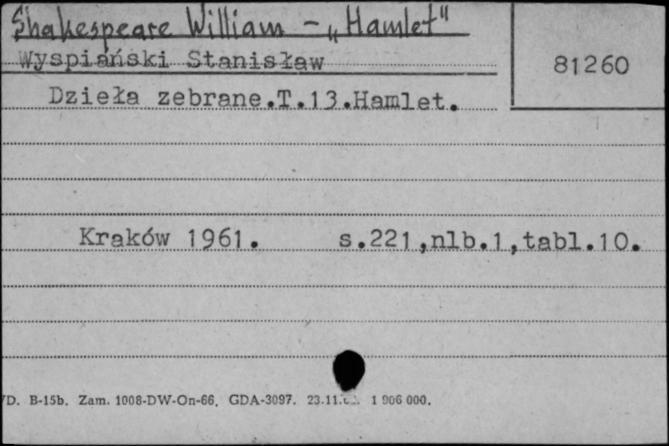 Shakespeare William - „Hamlet"
Wyspiański Stanisław
81260
Dzieła zebrane.T.13.Hamlet.
Kraków 1961. s.221,nlb.1,tabl.10.
D. B-15b. Zam. 1008-DW-On-66. GDA-3097. 1 906 000.